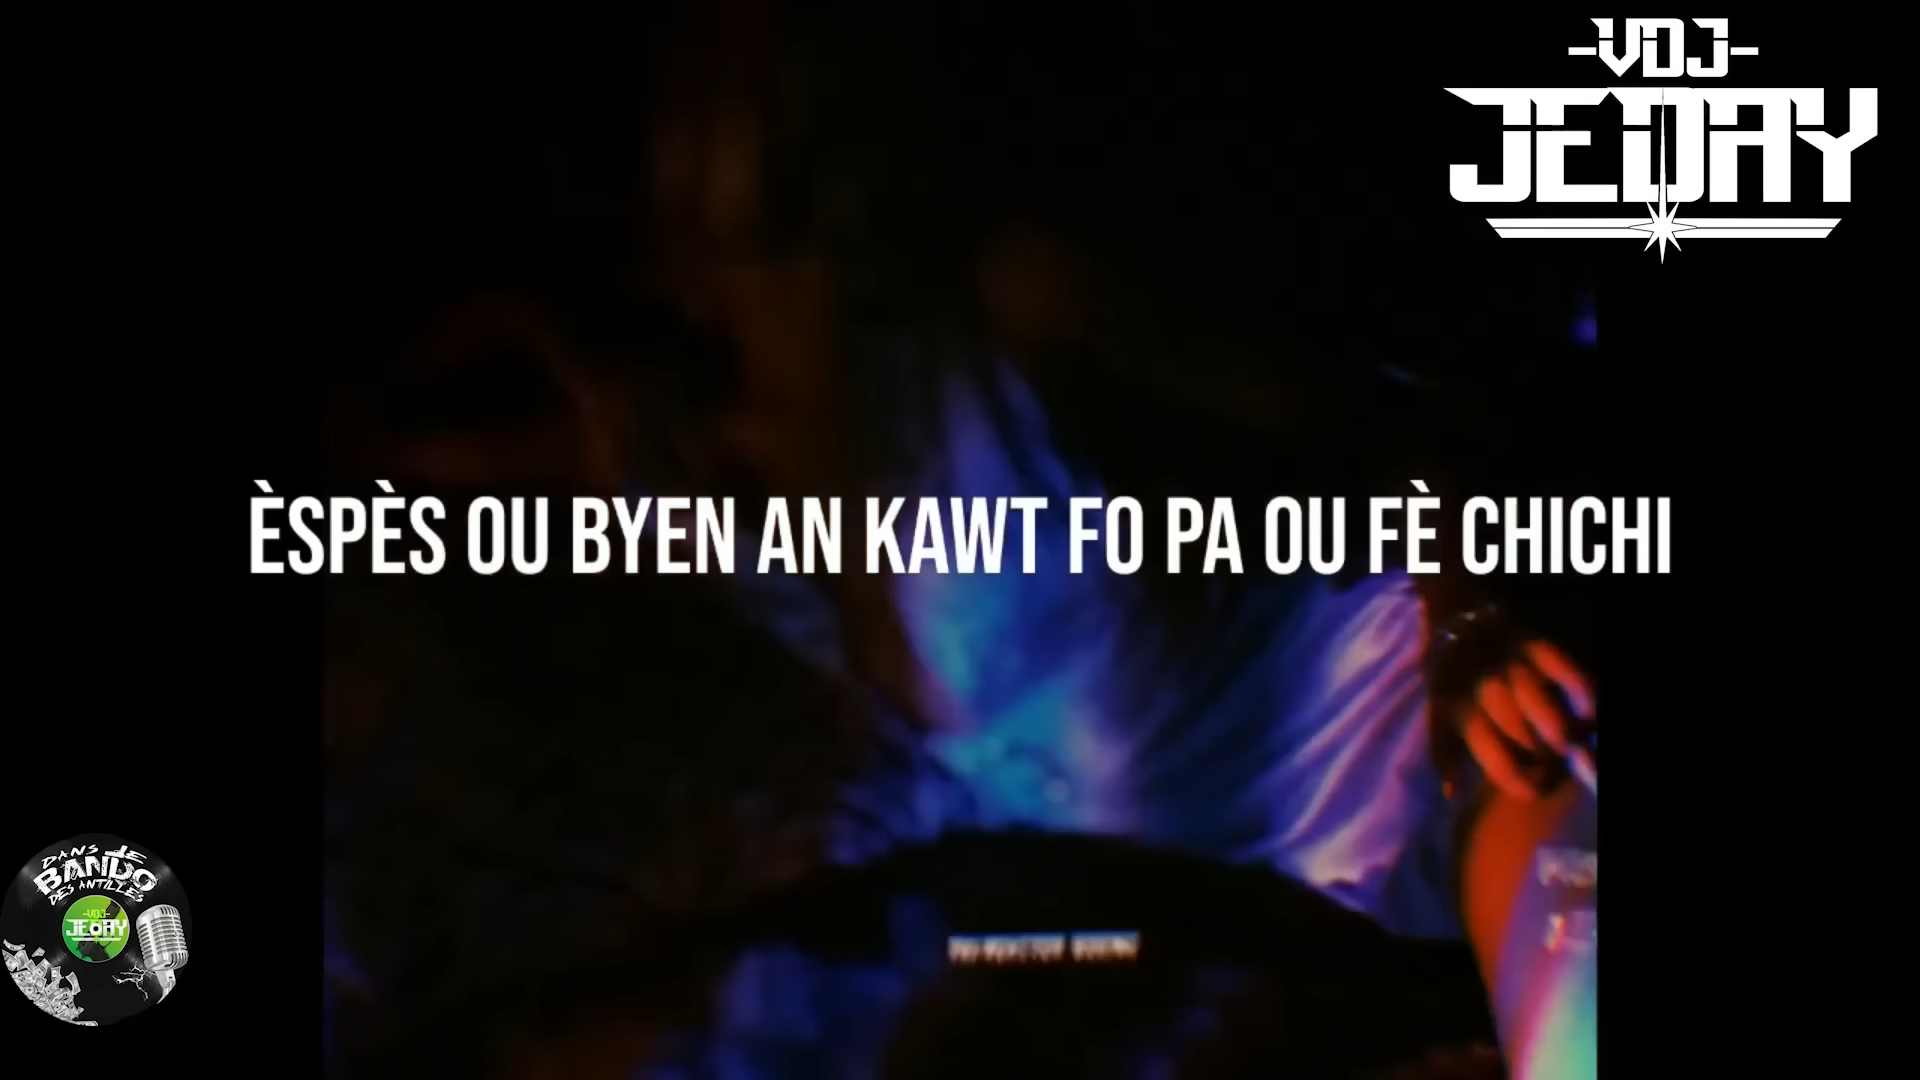 -VDJ-
JEDAY
ÈSPÈS OU BYEN AN KAWT FO PA OU FÈ CHICHI
DANS LE
BANDO
DES ANTILLES
-VDJ-
JEDAY